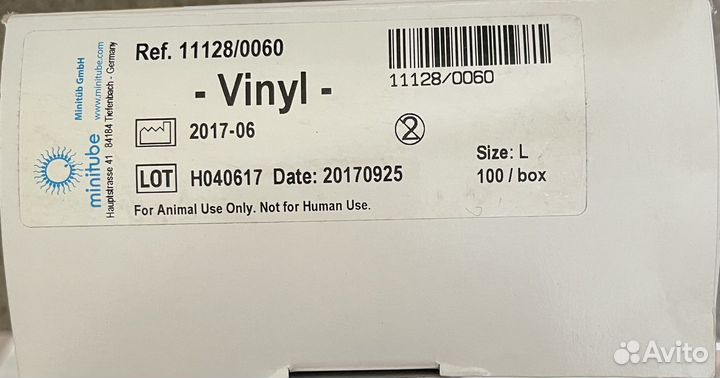 Ref. 11128/0060
11128/0060
- Vinyl -
2017-06
2
Size: L
LOT H040617 Date: 20170925
100 / box
For Animal Use Only. Not for Human Use.
minitube
Minitüb GmbH
www.minitube.com
Hauptstrasse 41 84184 Tiefenbach - Germany
Avito